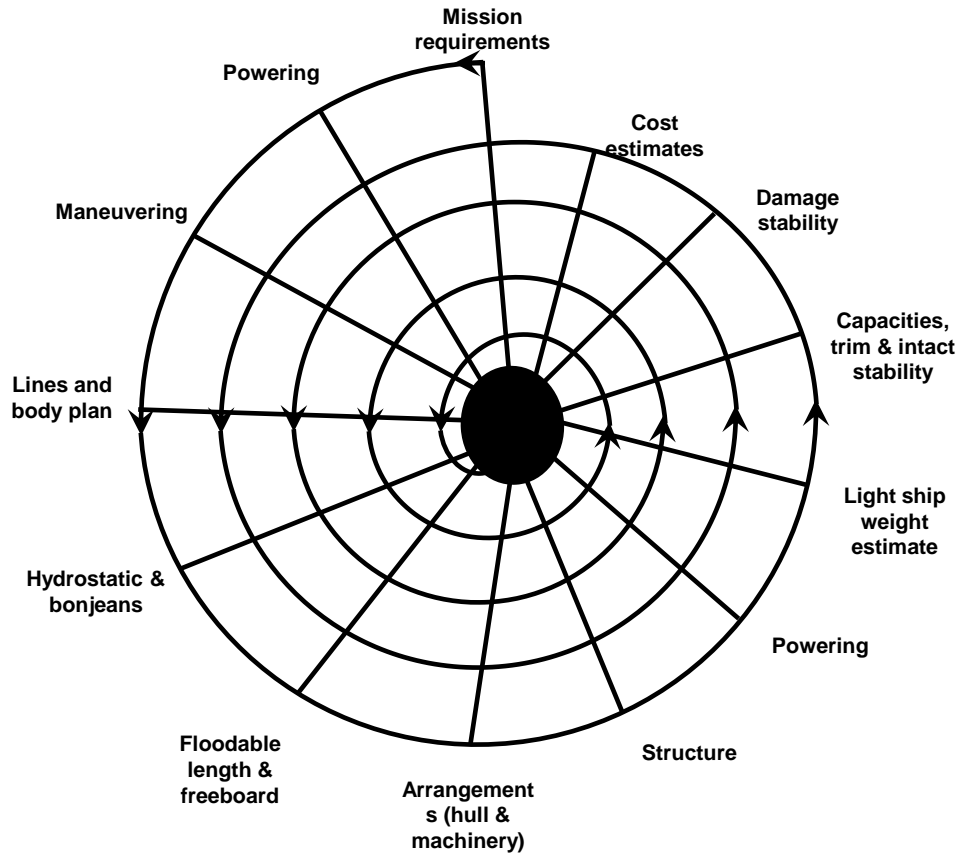 Mission
requirements
Powering
Cost
estimates
Maneuvering
Damage
stability
Capacities,
trim & intact
stability
Lines and
body plan
Light ship
weight
estimate
Hydrostatic &
bonjeans
Powering
Structure
Floodable
length &
freeboard
Arrangement
s (hull &
machinery)